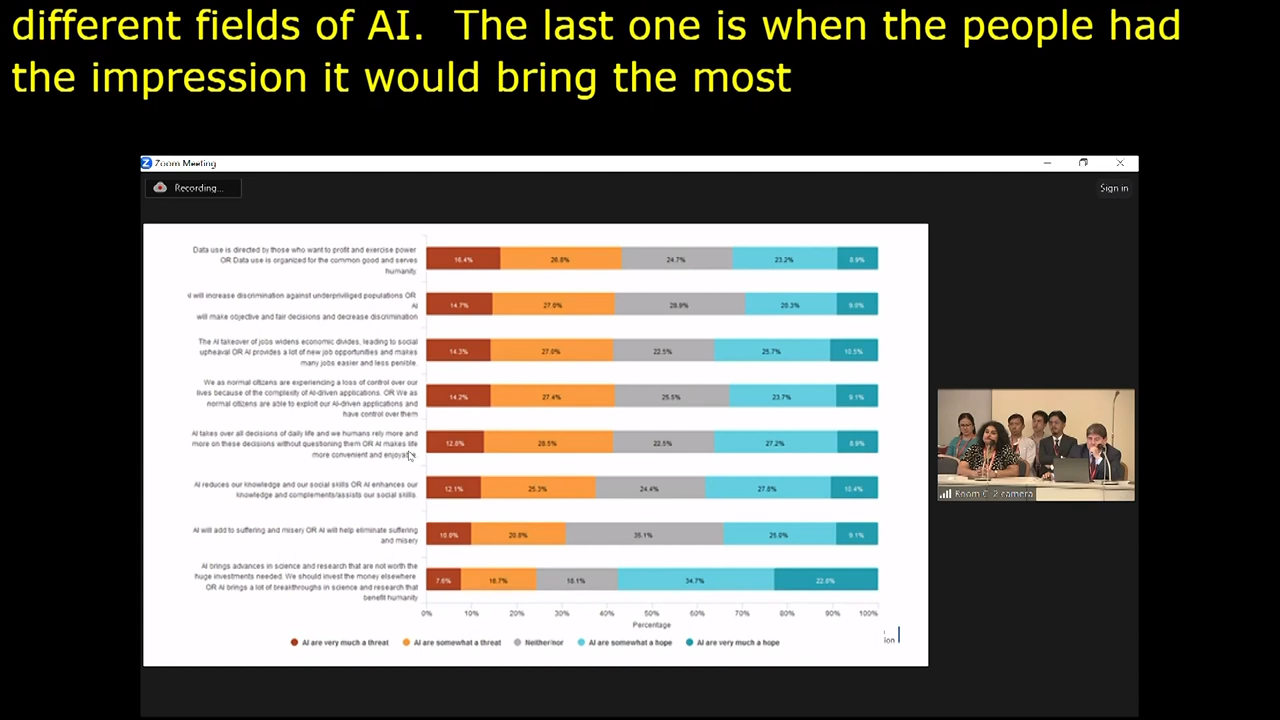 different fields of AI. The last one is when the people had
the impression it would bring the most
Zoom Meeting
Recording...
Sign in
Data use is directed by those who want to profit and exercise power
OR Data use is organized for the common good and serves
humanity.
16.4% 26.8% 24.7% 23.2% 8.9%
I will increase discrimination against underpriviliged populations OR
AI
will make objective and fair decisions and decrease discrimination
14.7% 27.0% 28.9% 20.3% 9.0%
The AI takeover of jobs widens economic divides, leading to social
upheaval OR AI provides a lot of new job opportunities and makes
many jobs easier and less penible.
14.3% 27.0% 22.5% 25.7% 10.5%
We as normal citizens are experiencing a loss of control over our
lives because of the complexity of AI-driven applications. OR We as
normal citizens are able to exploit our AI-driven applications and
have control over them
14.2% 27.4% 25.5% 23.7% 9.1%
AI takes over all decisions of daily life and we humans rely more and
more on these decisions without questioning them OR AI makes life
more convenient and enjoyable.
12.8% 28.5% 22.5% 27.2% 8.9%
AI reduces our knowledge and our social skills OR AI enhances our
knowledge and complements/assists our social skills.
12.1% 25.3% 24.4% 27.8% 10.4%
AI will add to suffering and misery OR AI will help eliminate suffering
and misery
20.8% 35.1% 25.0% 9.1%
AI brings advances in science and research that are not worth the
huge investments needed. We should invest the money elsewhere
OR AI brings a lot of breakthroughs in science and research that
benefit humanity
7.6% 16.7% 18.1% 34.7% 22.8%
0% 10% 20% 30% 40% 50% 60% 70% 80% 90% 100%
Percentage
AI are very much a threat AI are somewhat a threat Neither/nor AI are somewhat a hope AI are very much a hope
ion
Room C_2 camera